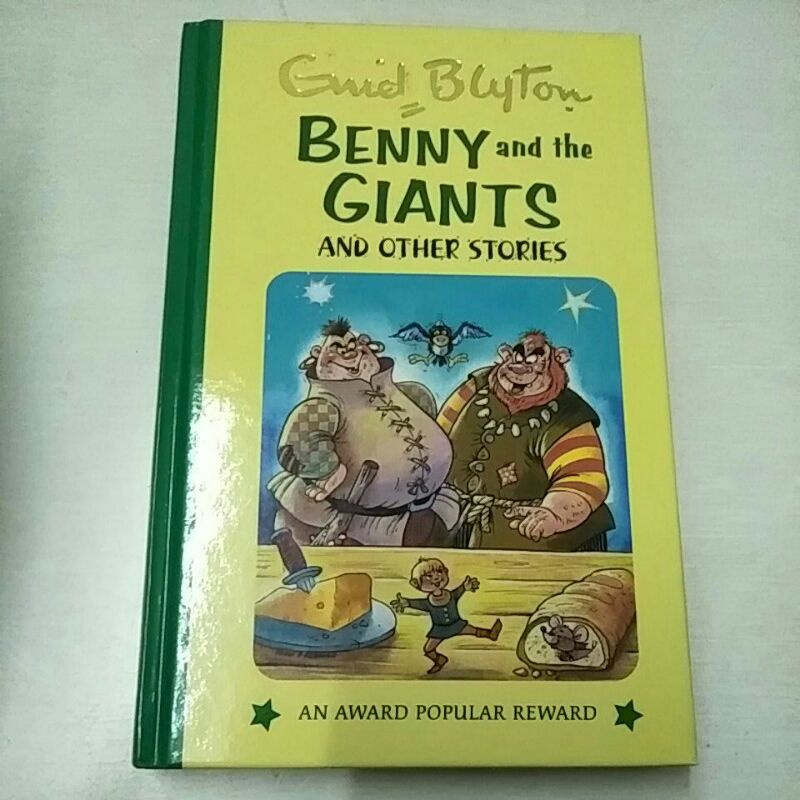 Enid Blyton
BENNY and the
GIANTS
AND OTHER STORIES
AN AWARD POPULAR REWARD